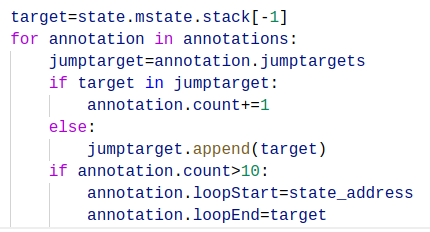 target=state.mstate.stack[-1]
for annotation in annotations:
    jumptarget=annotation.jumptargets
    if target in jumptarget:
        annotation.count+=1
    else:
        jumptarget.append(target)
    if annotation.count>10:
        annotation.loopStart=state_address
        annotation.loopEnd=target